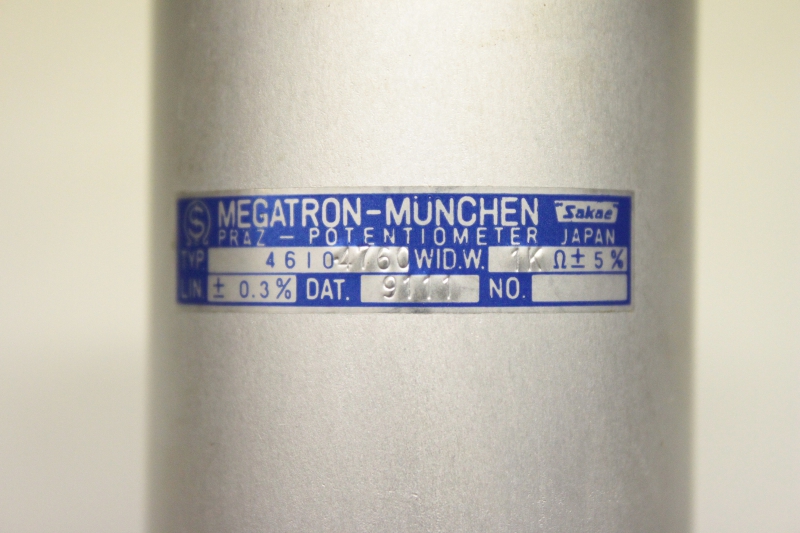 S MEGATRON-MÜNCHEN "Sakae"
PRÄZ - POTENTIOMETER JAPAN
TYP 4610-4760 WID.W. 1K Ω ± 5%
LIN ± 0.3% DAT. 9111 NO.